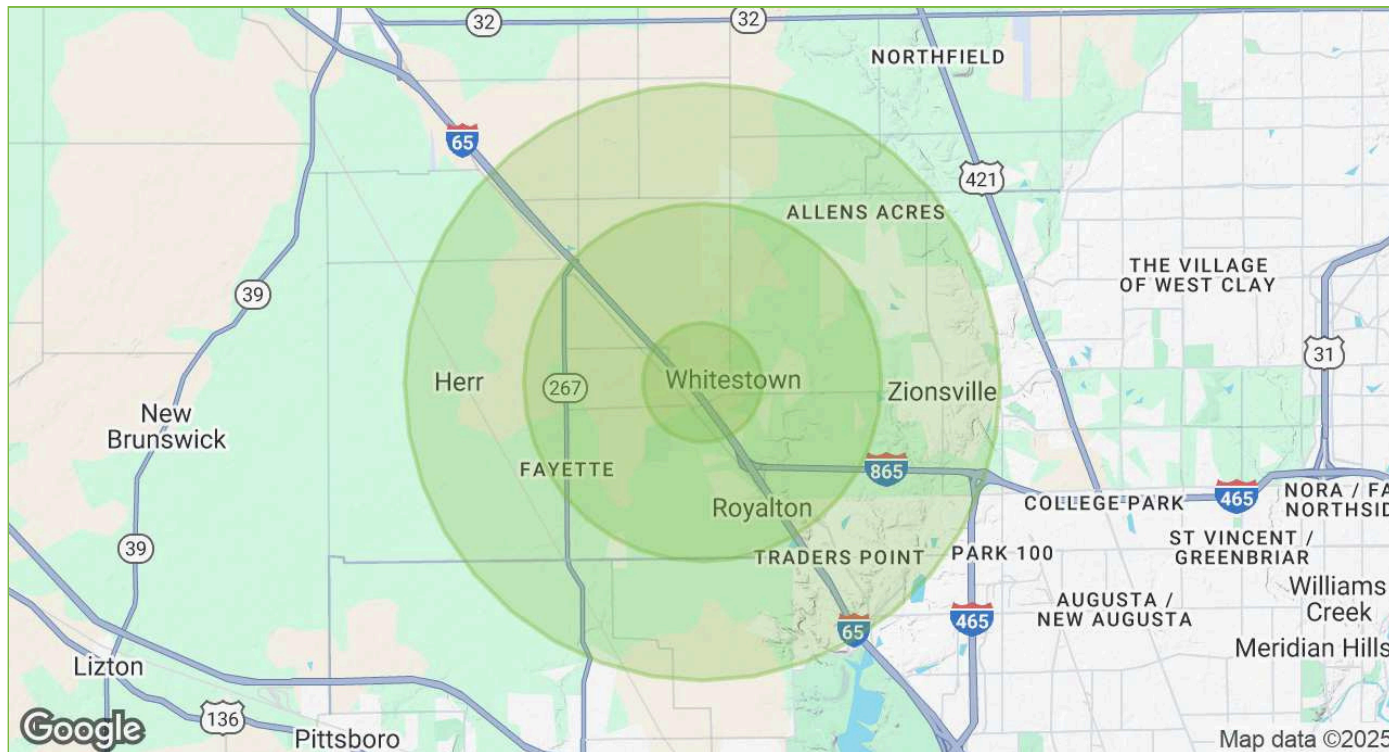 32
32
NORTHFIELD
65
421
ALLENS ACRES
THE VILLAGE
OF WEST CLAY
39
31
Herr
267
Whitestown
Zionsville
New
Brunswick
FAYETTE
865
Royalton
COLLEGE PARK
465
NORA / FA
NORTHSID
39
TRADERS POINT
PARK 100
ST VINCENT /
GREENBRIAR
Williams
Creek
AUGUSTA /
NEW AUGUSTA
65
465
Meridian Hills
Lizton
136
Pittsboro
Google
Map data ©2025